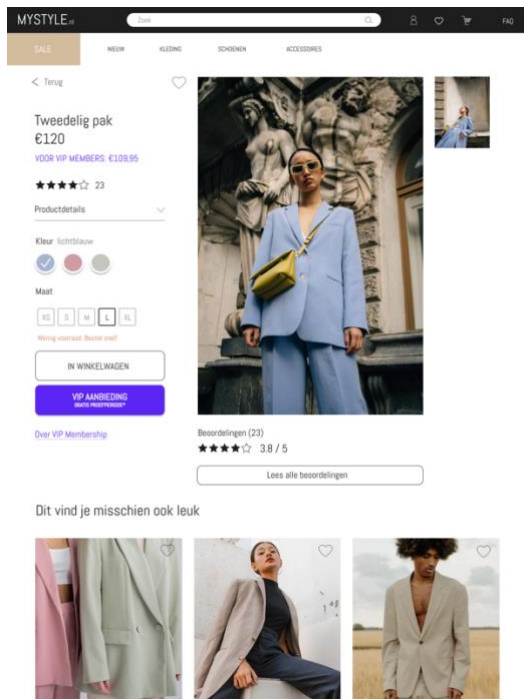 MYSTYLE.nl
Zoek
FAQ
SALE
NIEUW
KLEDING
SCHOENEN
ACCESSOIRES
< Terug
Tweedelig pak
€120
VOOR VIP MEMBERS: €109,95
23
Productdetails
Kleur lichtblauw
Maat
XS S M L XL
Weinig voorraad. Bestel snel!
IN WINKELWAGEN
VIP AANBIEDING
GRATIS PROEFPERIODE*
Over VIP Membership
Beoordelingen (23)
3.8 / 5
Lees alle beoordelingen
Dit vind je misschien ook leuk